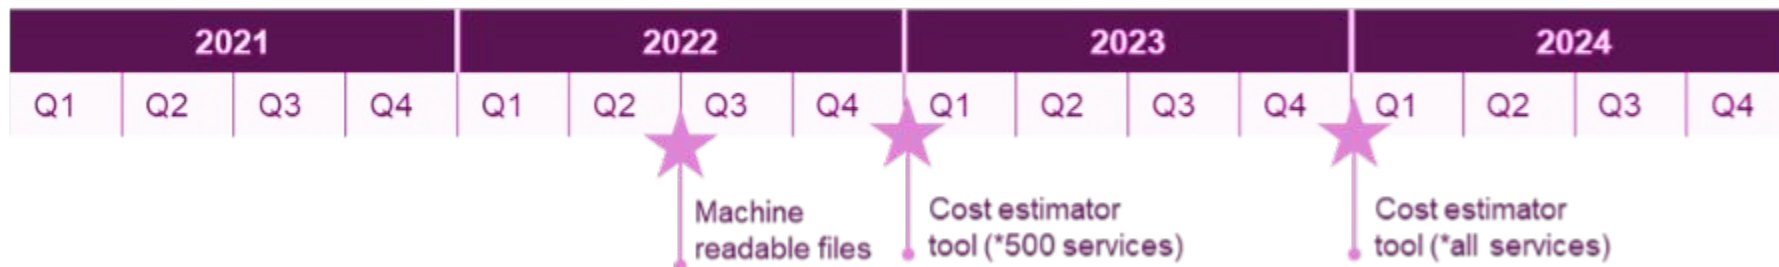 2021 2022 2023 2024
Q1 Q2 Q3 Q4 Q1 Q2 Q3 Q4 Q1 Q2 Q3 Q4 Q1 Q2 Q3 Q4
Machine
readable files
Cost estimator
tool (*500 services)
Cost estimator
tool (*all services)